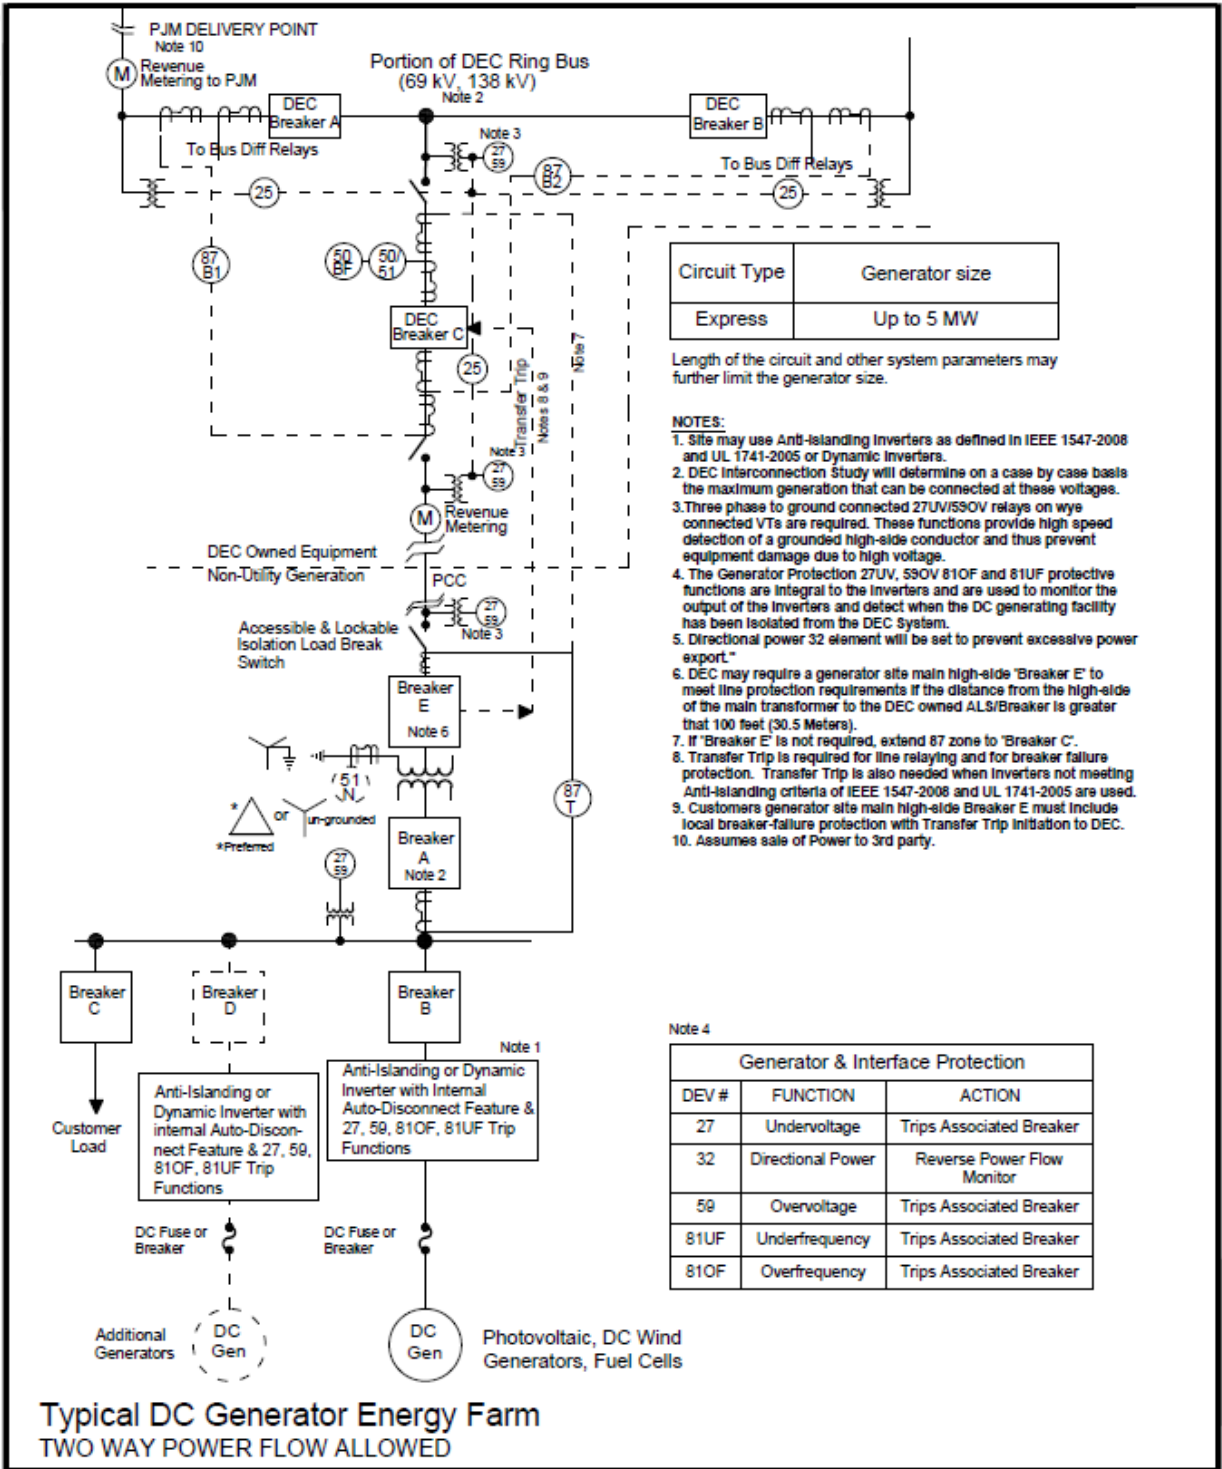 PJM DELIVERY POINT
Note 10
M
Revenue
Metering to PJM
Portion of DEC Ring Bus
(69 kV, 138 kV)
Note 2
DEC
Breaker A
DEC
Breaker B
To Bus Diff Relays
Note 3
27
59
To Bus Diff Relays
87
B2
25
25
87
B1
50
BF
50/
51
DEC
Breaker C
25
Transfer Trip
Notes 8 & 9
Note 7
Note 3
27
59
M
Revenue
Metering
DEC Owned Equipment
Non-Utility Generation
PCC
27
59
Note 3
Accessible & Lockable
Isolation Load Break
Switch
Breaker
E
Note 6
51
N
*
or
un-grounded
*Preferred
87
T
Breaker
A
Note 2
27
59
Breaker
C
Breaker
D
Breaker
B
Note 1
Customer
Load
Anti-Islanding or
Dynamic Inverter with
internal Auto-Discon-
nect Feature & 27, 59,
81OF, 81UF Trip
Functions
Anti-Islanding or Dynamic
Inverter with Internal
Auto-Disconnect Feature &
27, 59, 81OF, 81UF Trip
Functions
DC Fuse or
Breaker
DC Fuse or
Breaker
Additional
Generators
DC
Gen
DC
Gen
Photovoltaic, DC Wind
Generators, Fuel Cells
Circuit Type Generator size
Express Up to 5 MW
Length of the circuit and other system parameters may
further limit the generator size.
NOTES:
1. Site may use Anti-Islanding Inverters as defined in IEEE 1547-2008
and UL 1741-2005 or Dynamic Inverters.
2. DEC Interconnection Study will determine on a case by case basis
the maximum generation that can be connected at these voltages.
3.Three phase to ground connected 27UV/59OV relays on wye
connected VTs are required. These functions provide high speed
detection of a grounded high-side conductor and thus prevent
equipment damage due to high voltage.
4. The Generator Protection 27UV, 59OV 81OF and 81UF protective
functions are integral to the inverters and are used to monitor the
output of the inverters and detect when the DC generating facility
has been isolated from the DEC System.
5. Directional power 32 element will be set to prevent excessive power
export."
6. DEC may require a generator site main high-side "Breaker E" to
meet line protection requirements if the distance from the high-side
of the main transformer to the DEC owned ALS/Breaker is greater
that 100 feet (30.5 Meters).
7. If "Breaker E" is not required, extend 87 zone to "Breaker C".
8. Transfer Trip is required for line relaying and for breaker failure
protection. Transfer Trip is also needed when inverters not meeting
Anti-Islanding criteria of IEEE 1547-2008 and UL 1741-2005 are used.
9. Customers generator site main high-side Breaker E must include
local breaker-failure protection with Transfer Trip initiation to DEC.
10. Assumes sale of Power to 3rd party.
Note 4
Generator & Interface Protection
DEV # FUNCTION ACTION
27 Undervoltage Trips Associated Breaker
32 Directional Power Reverse Power Flow
Monitor
59 Overvoltage Trips Associated Breaker
81UF Underfrequency Trips Associated Breaker
81OF Overfrequency Trips Associated Breaker
Typical DC Generator Energy Farm
TWO WAY POWER FLOW ALLOWED